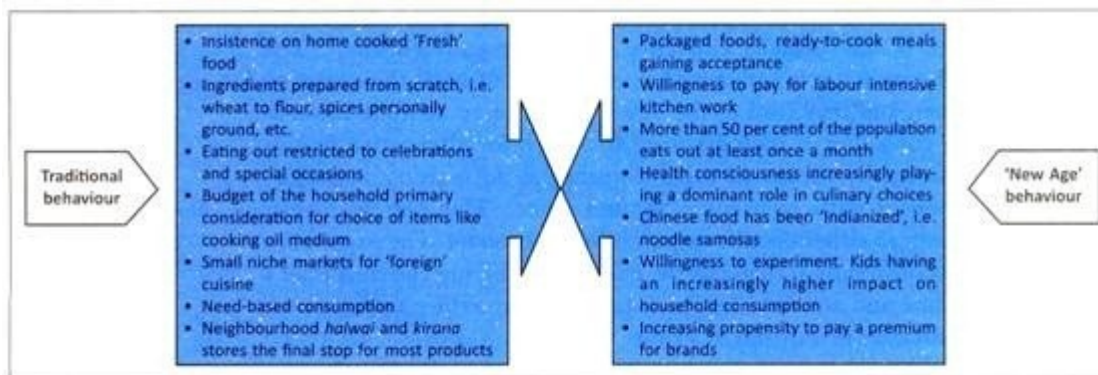 Traditional
behaviour
• Insistence on home cooked 'Fresh'
food
• Ingredients prepared from scratch, i.e.
wheat to flour, spices personally
ground, etc.
• Eating out restricted to celebrations
and special occasions
• Budget of the household primary
consideration for choice of items like
cooking oil medium
• Small niche markets for 'foreign'
cuisine
• Need-based consumption
• Neighbourhood halwai and kirana
stores the final stop for most products
• Packaged foods, ready-to-cook meals
gaining acceptance
• Willingness to pay for labour intensive
kitchen work
• More than 50 per cent of the population
eats out at least once a month
• Health consciousness increasingly play-
ing a dominant role in culinary choices
• Chinese food has been 'Indianized', i.e.
noodle samosas
• Willingness to experiment. Kids having
an increasingly higher impact on
household consumption
• Increasing propensity to pay a premium
for brands
'New Age'
behaviour